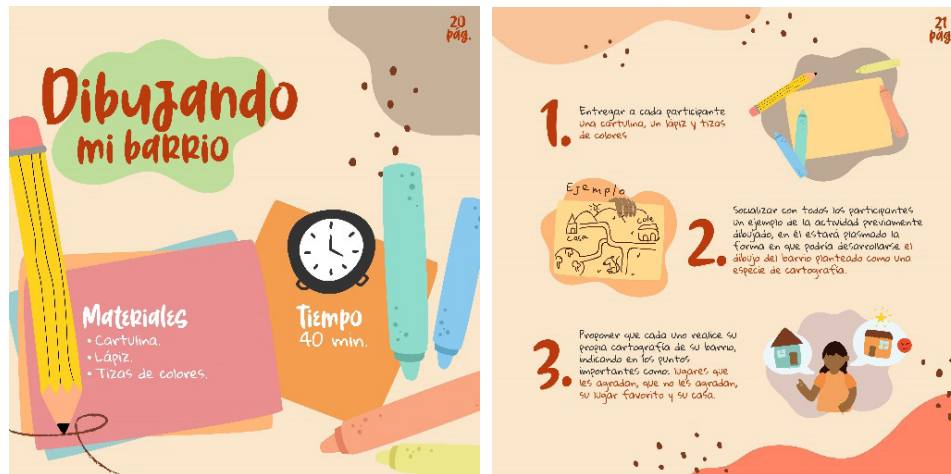 20
pág.
Dibujando
mi barrio
Materiales
• Cartulina.
• Lápiz.
• Tizas de colores.
Tiempo
40 min.
21
pág
1.
Entregar a cada participante
una cartulina, un lápiz y tizas
de colores
Ejemplo
casa
cole
2.
Socializar con todos los participantes
un ejemplo de la actividad previamente
dibujado, en él estará plasmado la
forma en que podría desarrollarse el
dibujo del barrio planteado como una
especie de cartografía.
3.
Proponer que cada uno realice su
propia cartografía de su barrio,
indicando en los puntos
importantes como: lugares que
les agradan, que no les agradan,
su lugar favorito y su casa.